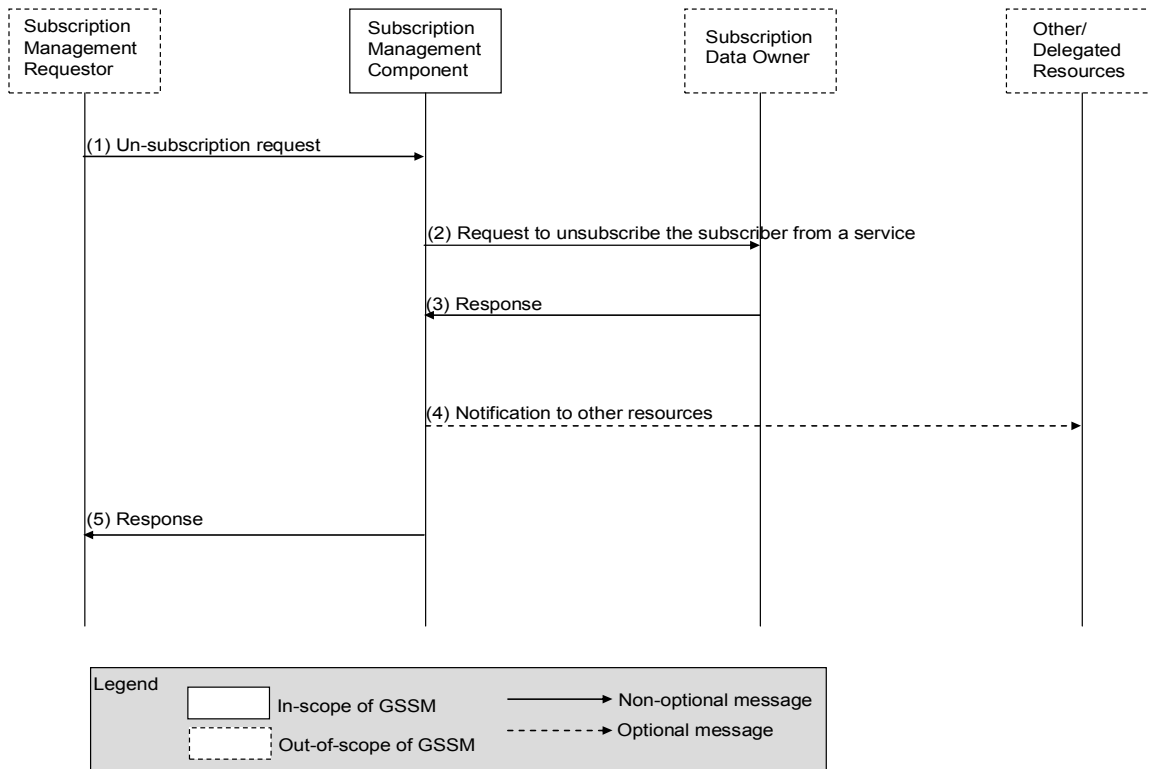 Subscription
Management
Requestor
Subscription
Management
Component
Subscription
Data Owner
Other/
Delegated
Resources
(1) Un-subscription request
(2) Request to unsubscribe the subscriber from a service
(3) Response
(4) Notification to other resources
(5) Response
Legend
In-scope of GSSM
Non-optional message
Out-of-scope of GSSM
Optional message